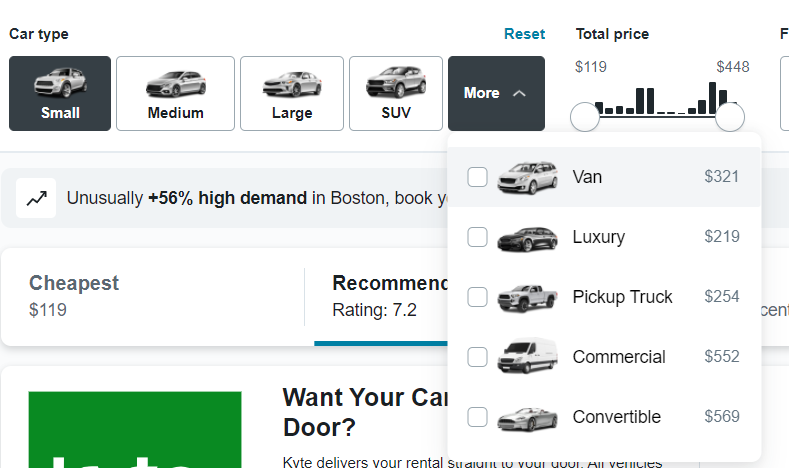 Car type
Reset
Total price
F
$119
$448
Small
Medium
Large
SUV
More
Van
$321
Unusually +56% high demand in Boston, book
Luxury
$219
Cheapest
$119
Recommend
Rating: 7.2
Pickup Truck
$254
cent
Commercial
$552
Convertible
$569
Want Your Car
Door?
Kyte delivers your rental straight to your door. All vehicles